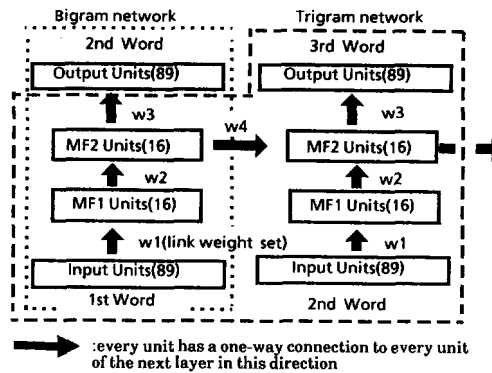 Bigram network
2nd Word
Output Units(89)
w3
MF2 Units(16)
w2
MF1 Units(16)
w1(link weight set)
Input Units(89)
1st Word
w4
Trigram network
3rd Word
Output Units(89)
w3
MF2 Units(16)
w2
MF1 Units(16)
w1
Input Units(89)
2nd Word
:every unit has a one-way connection to every unit
of the next layer in this direction